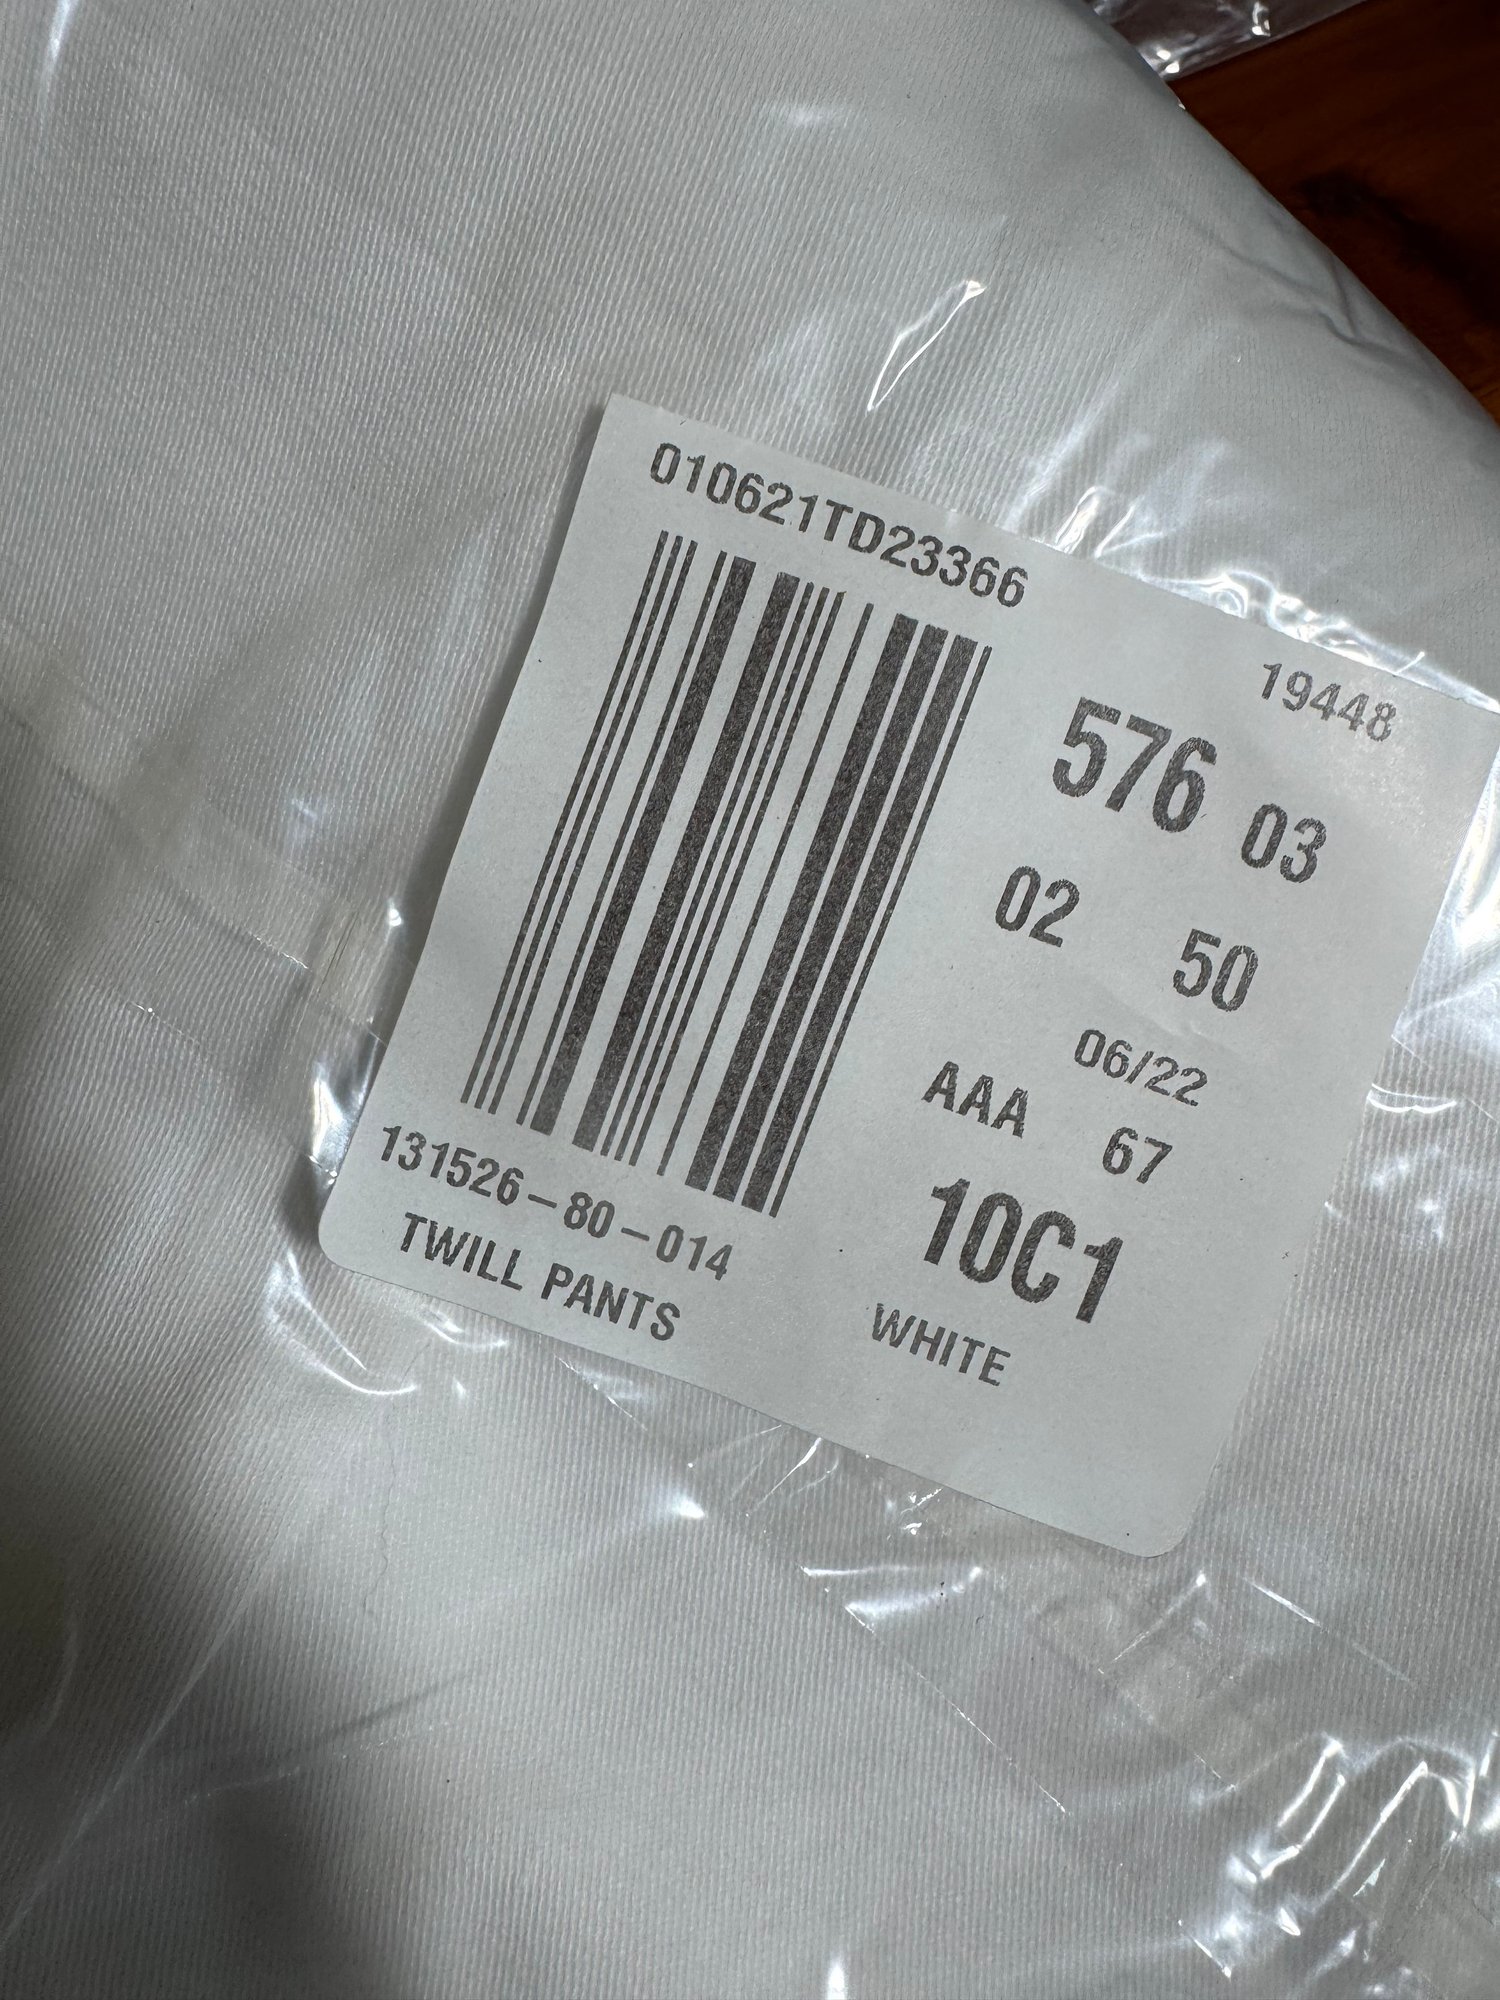 010621TD23366
19448
576 03
02 50
06/22
AAA 67
10C1
131526-80-014
TWILL PANTS
WHITE